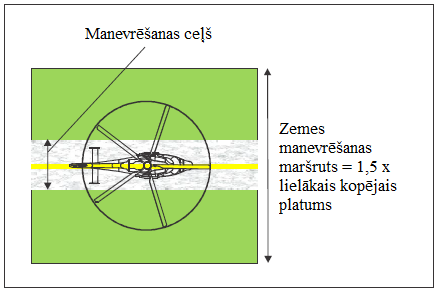 Manevrēšanas ceļš
Zemes
manevrēšanas
maršruts = 1,5 x
lielākais kopējais
platums